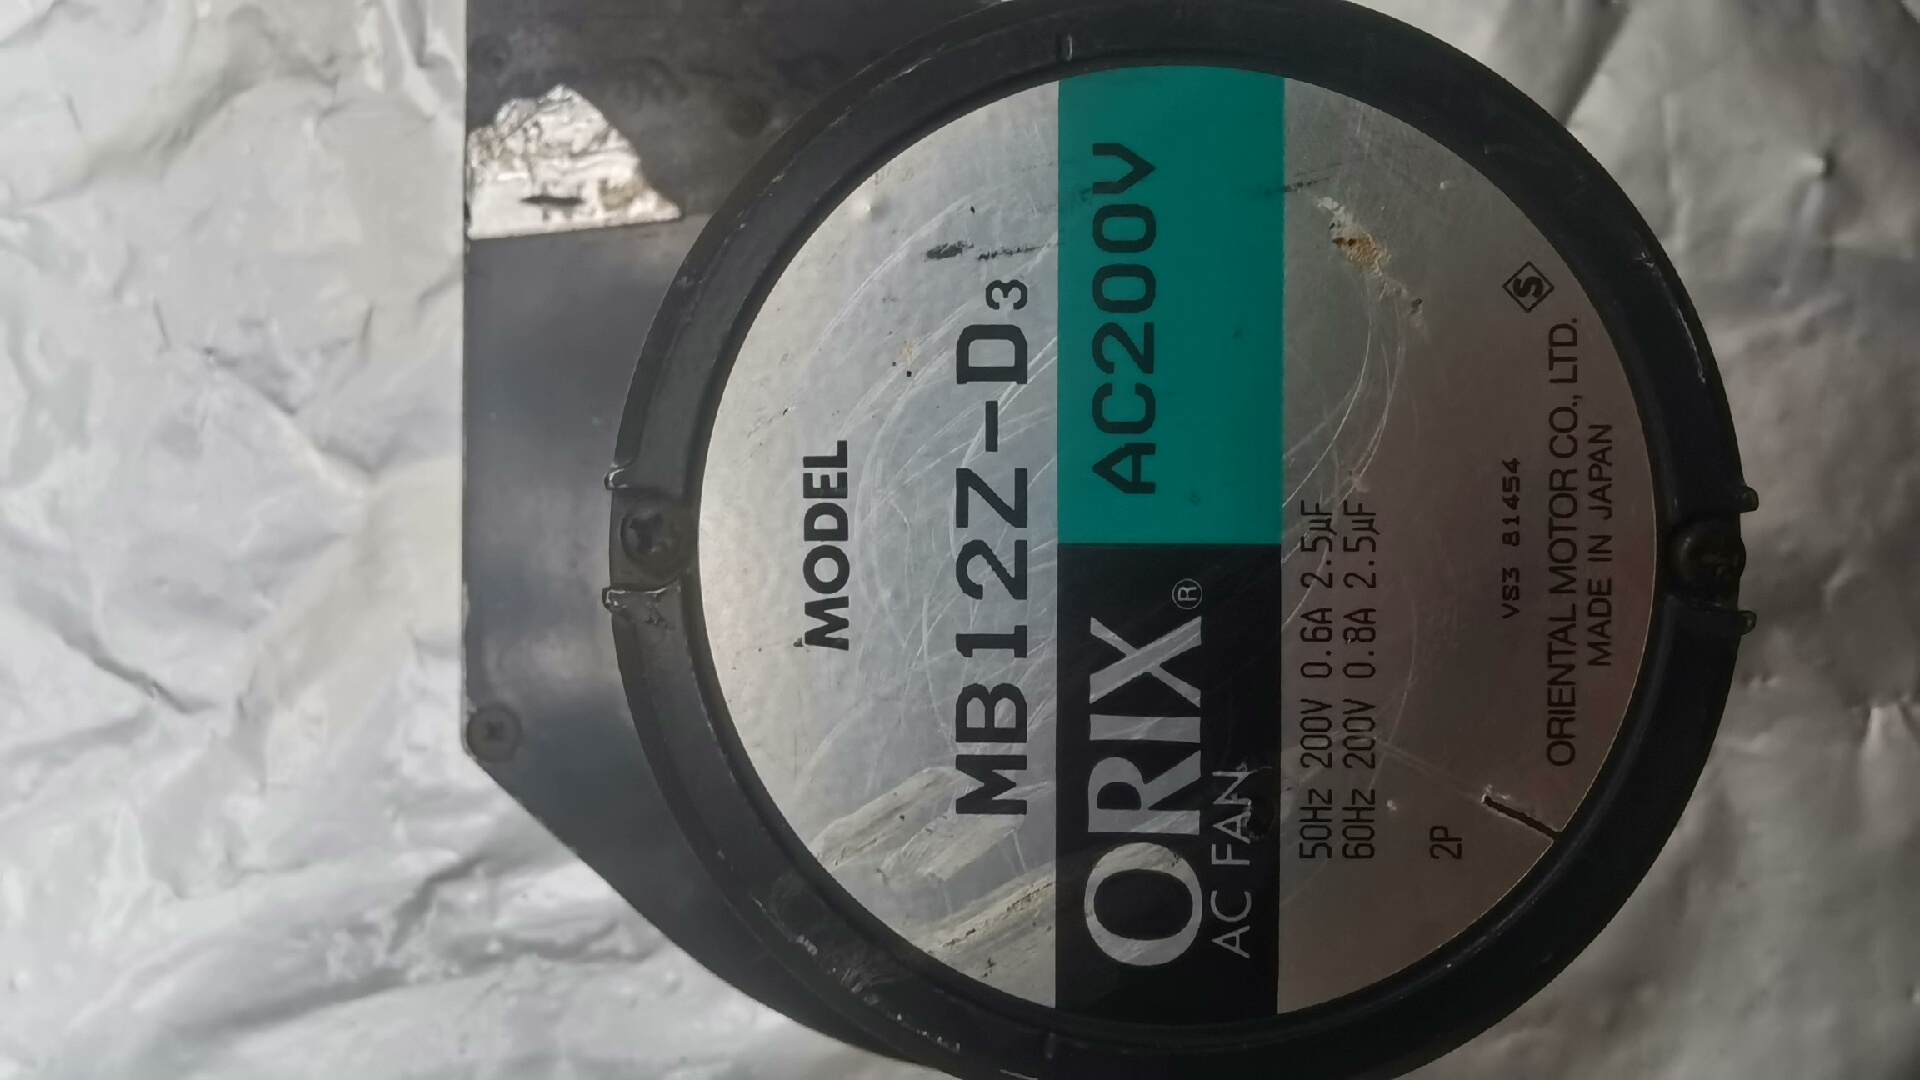 MODEL
MB12Z-D3
ORIX® AC200V
AC FAN
50Hz 200V 0.6A 2.5µF
60Hz 200V 0.8A 2.5µF
2P
VS3 81454
S
ORIENTAL MOTOR CO., LTD.
MADE IN JAPAN